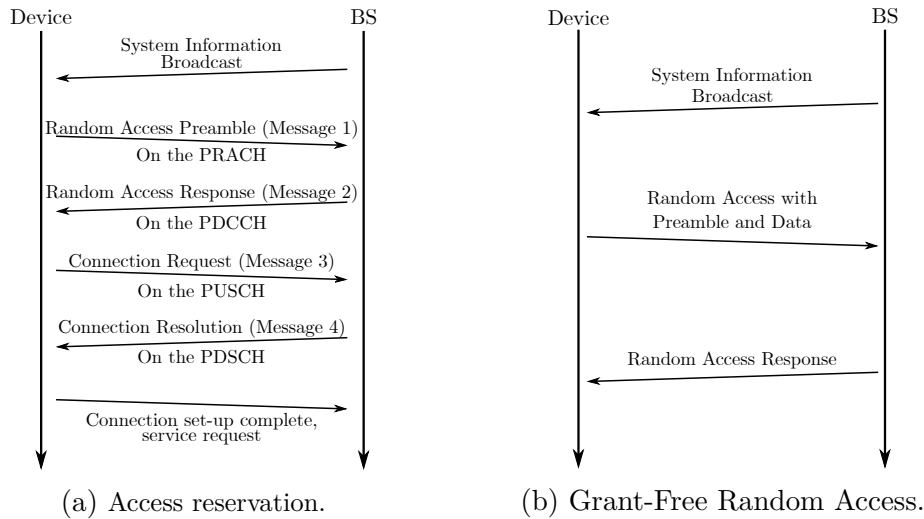 Device
BS
System Information
Broadcast
Random Access Preamble (Message 1)
On the PRACH
Random Access Response (Message 2)
On the PDCCH
Connection Request (Message 3)
On the PUSCH
Connection Resolution (Message 4)
On the PDSCH
Connection set-up complete,
service request
(a) Access reservation.
Device
BS
System Information
Broadcast
Random Access with
Preamble and Data
Random Access Response
(b) Grant-Free Random Access.